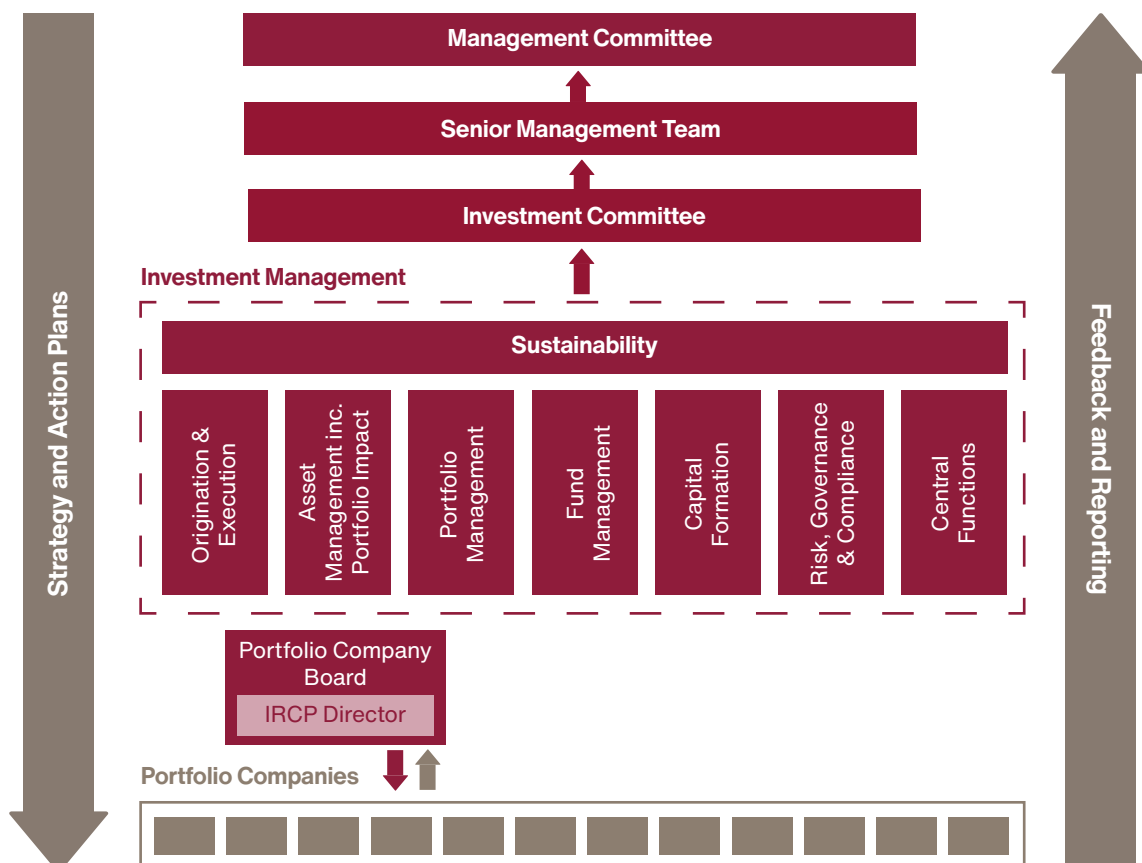 Management Committee
Senior Management Team
Investment Committee
Investment Management
Sustainability
Origination &
Execution
Asset
Management inc.
Portfolio Impact
Portfolio
Management
Fund
Management
Capital
Formation
Risk, Governance
& Compliance
Central
Functions
Portfolio Company
Board
IRCP Director
Portfolio Companies
Strategy and Action Plans
Feedback and Reporting